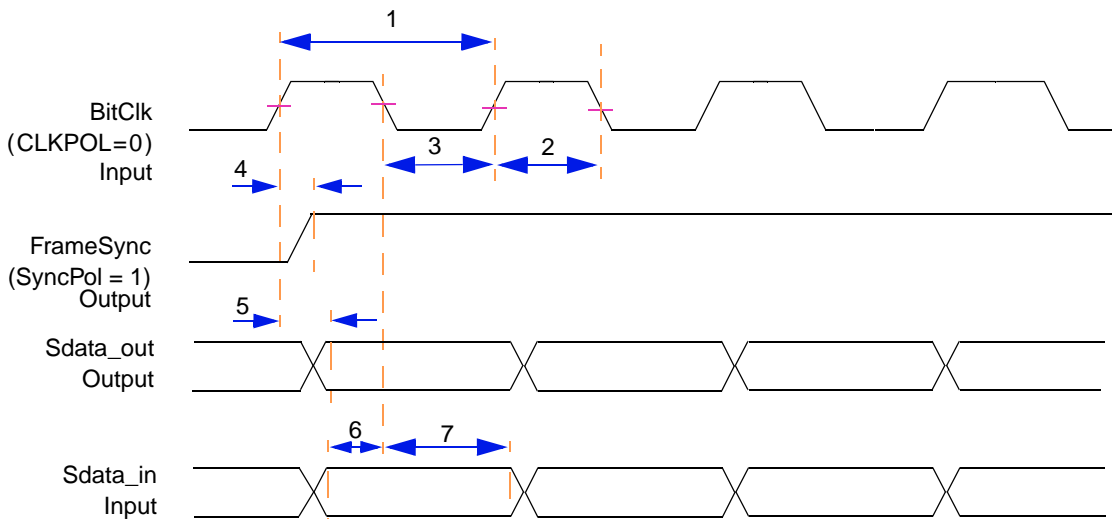 1
BitClk
(CLKPOL=0)
Input
3
2
4
FrameSync
(SyncPol = 1)
Output
5
Sdata_out
Output
6
7
Sdata_in
Input